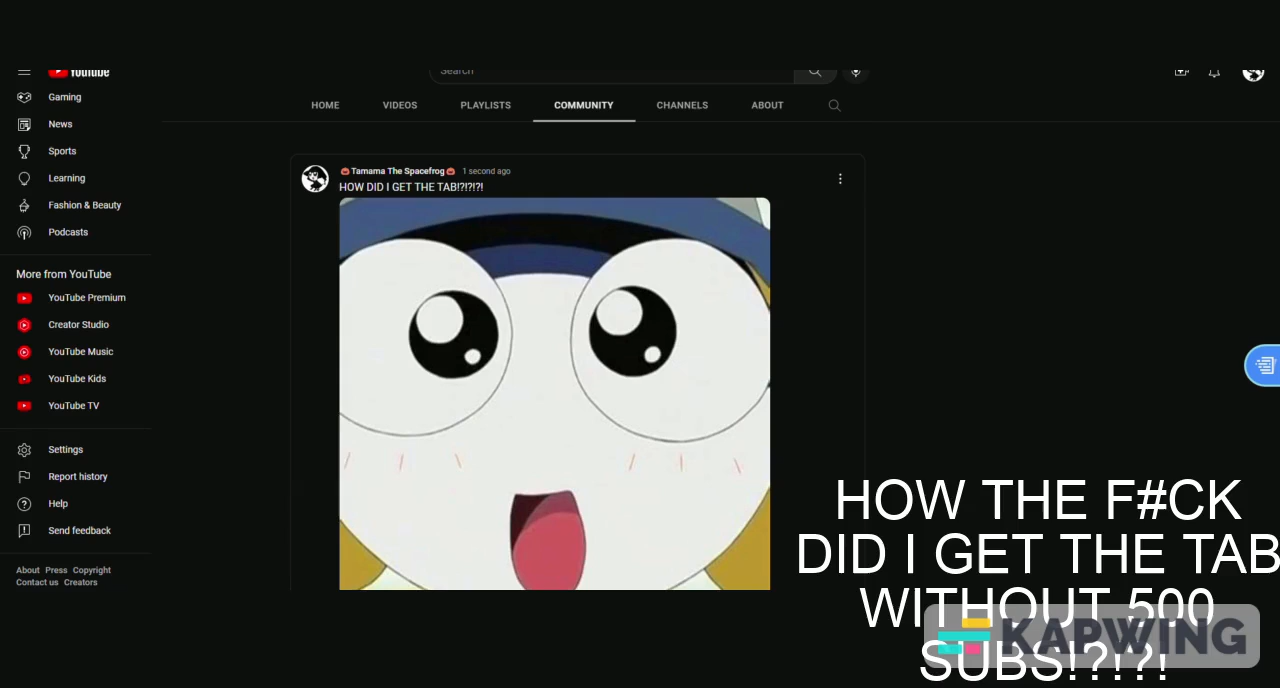 YouTube
Search
Gaming
News
Sports
Learning
Fashion & Beauty
Podcasts
More from YouTube
YouTube Premium
Creator Studio
YouTube Music
YouTube Kids
YouTube TV
Settings
Report history
Help
Send feedback
About Press Copyright
Contact us Creators
HOME VIDEOS PLAYLISTS COMMUNITY CHANNELS ABOUT
🎃Tamama The Spacefrog🎃 1 second ago
HOW DID I GET THE TAB!?!?!?!
HOW THE F#CK
DID I GET THE TAB
WITHOUT 500
SUBS!?!?!
KAPWING